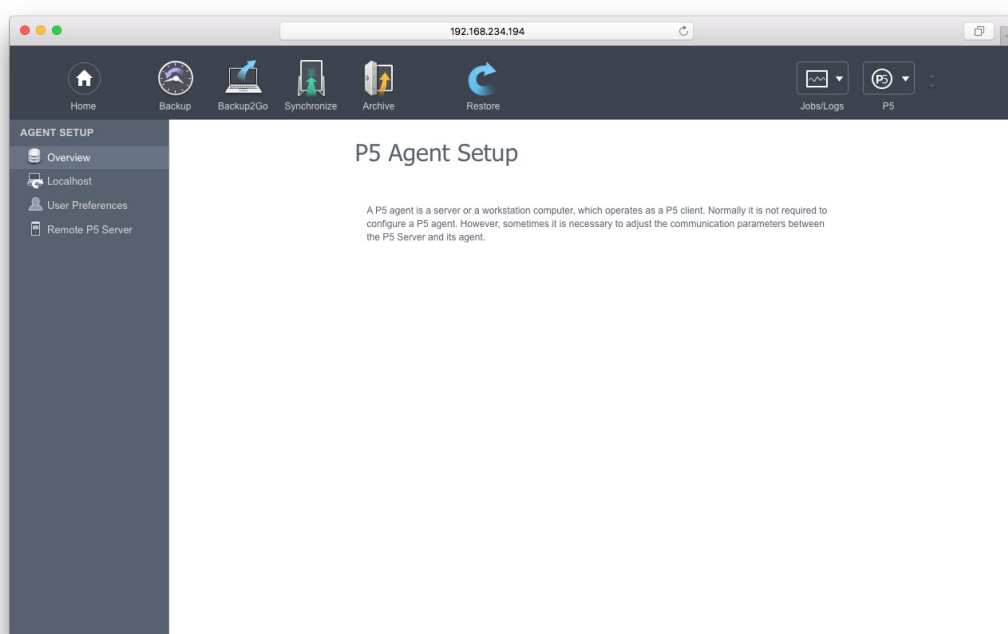 192.168.234.194
Home
Backup
Backup2Go
Synchronize
Archive
Restore
Jobs/Logs
P5
P5
AGENT SETUP
Overview
Localhost
User Preferences
Remote P5 Server
P5 Agent Setup
A P5 agent is a server or a workstation computer, which operates as a P5 client. Normally it is not required to
configure a P5 agent. However, sometimes it is necessary to adjust the communication parameters between
the P5 Server and its agent.